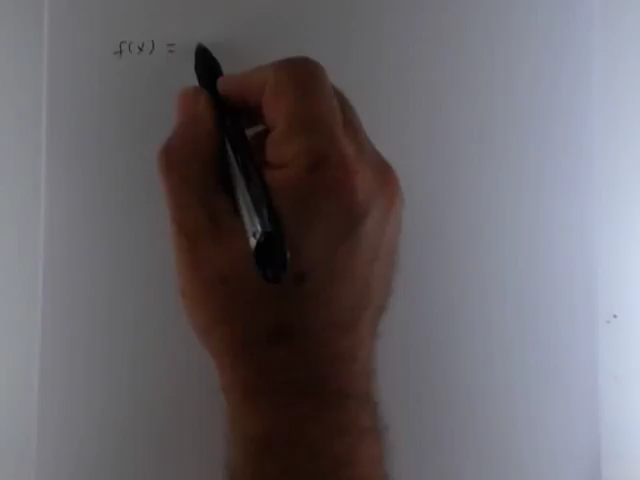 f(x) =